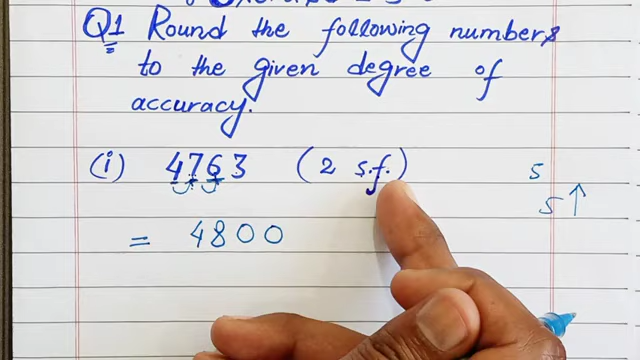 Q1 Round the following numbers
to the given degree of
accuracy.
(i) 4763 (2 s.f.)
5
5 ↑
= 4800